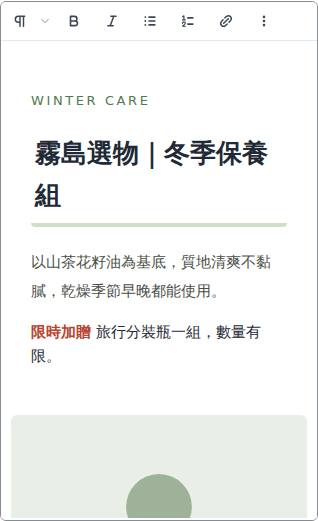 WINTER CARE
霧島選物｜冬季保養
組
以山茶花籽油為基底，質地清爽不黏
膩，乾燥季節早晚都能使用。
限時加贈 旅行分裝瓶一組，數量有
限。